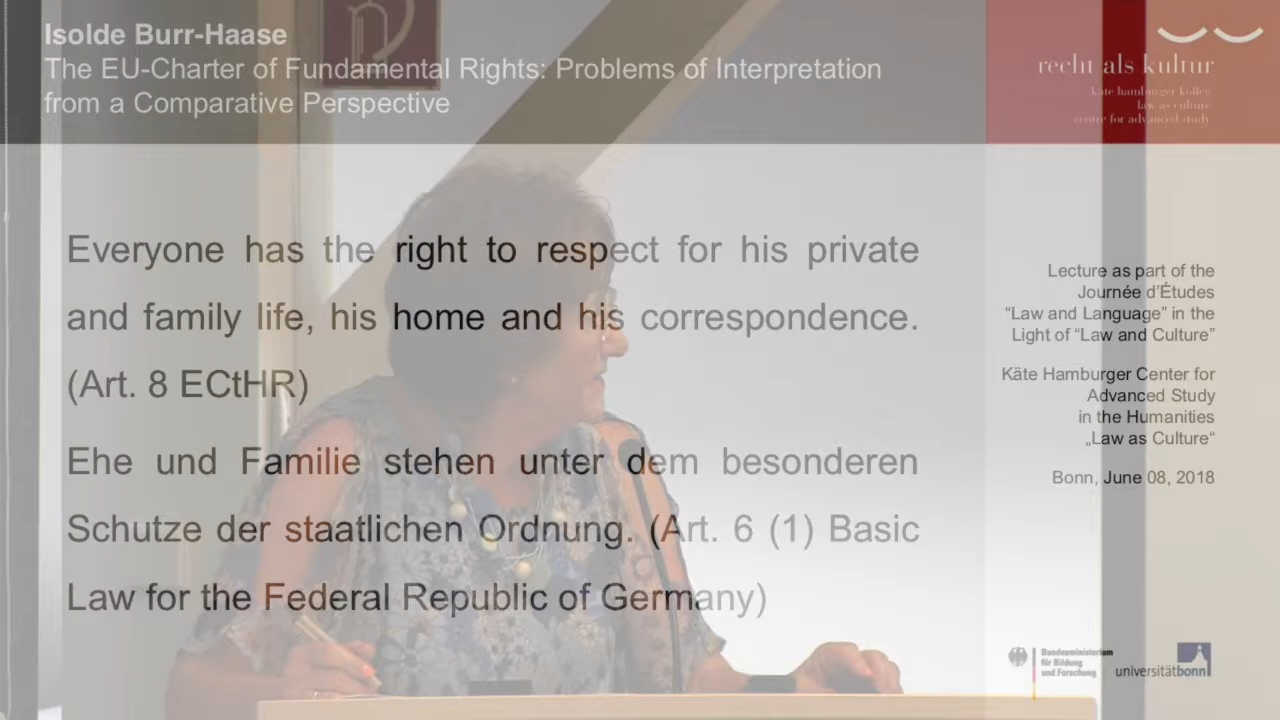 Isolde Burr-Haase
The EU-Charter of Fundamental Rights: Problems of Interpretation
from a Comparative Perspective
recht als kultur
käte hamburger kolleg
law as culture
centre for advanced study
Everyone has the right to respect for his private
and family life, his home and his correspondence.
(Art. 8 ECtHR)
Ehe und Familie stehen unter dem besonderen
Schutze der staatlichen Ordnung. (Art. 6 (1) Basic
Law for the Federal Republic of Germany)
Lecture as part of the
Journée d’Études
“Law and Language” in the
Light of “Law and Culture”
Käte Hamburger Center for
Advanced Study
in the Humanities
„Law as Culture“
Bonn, June 08, 2018
Bundesministerium
für Bildung
und Forschung
universitätbonn